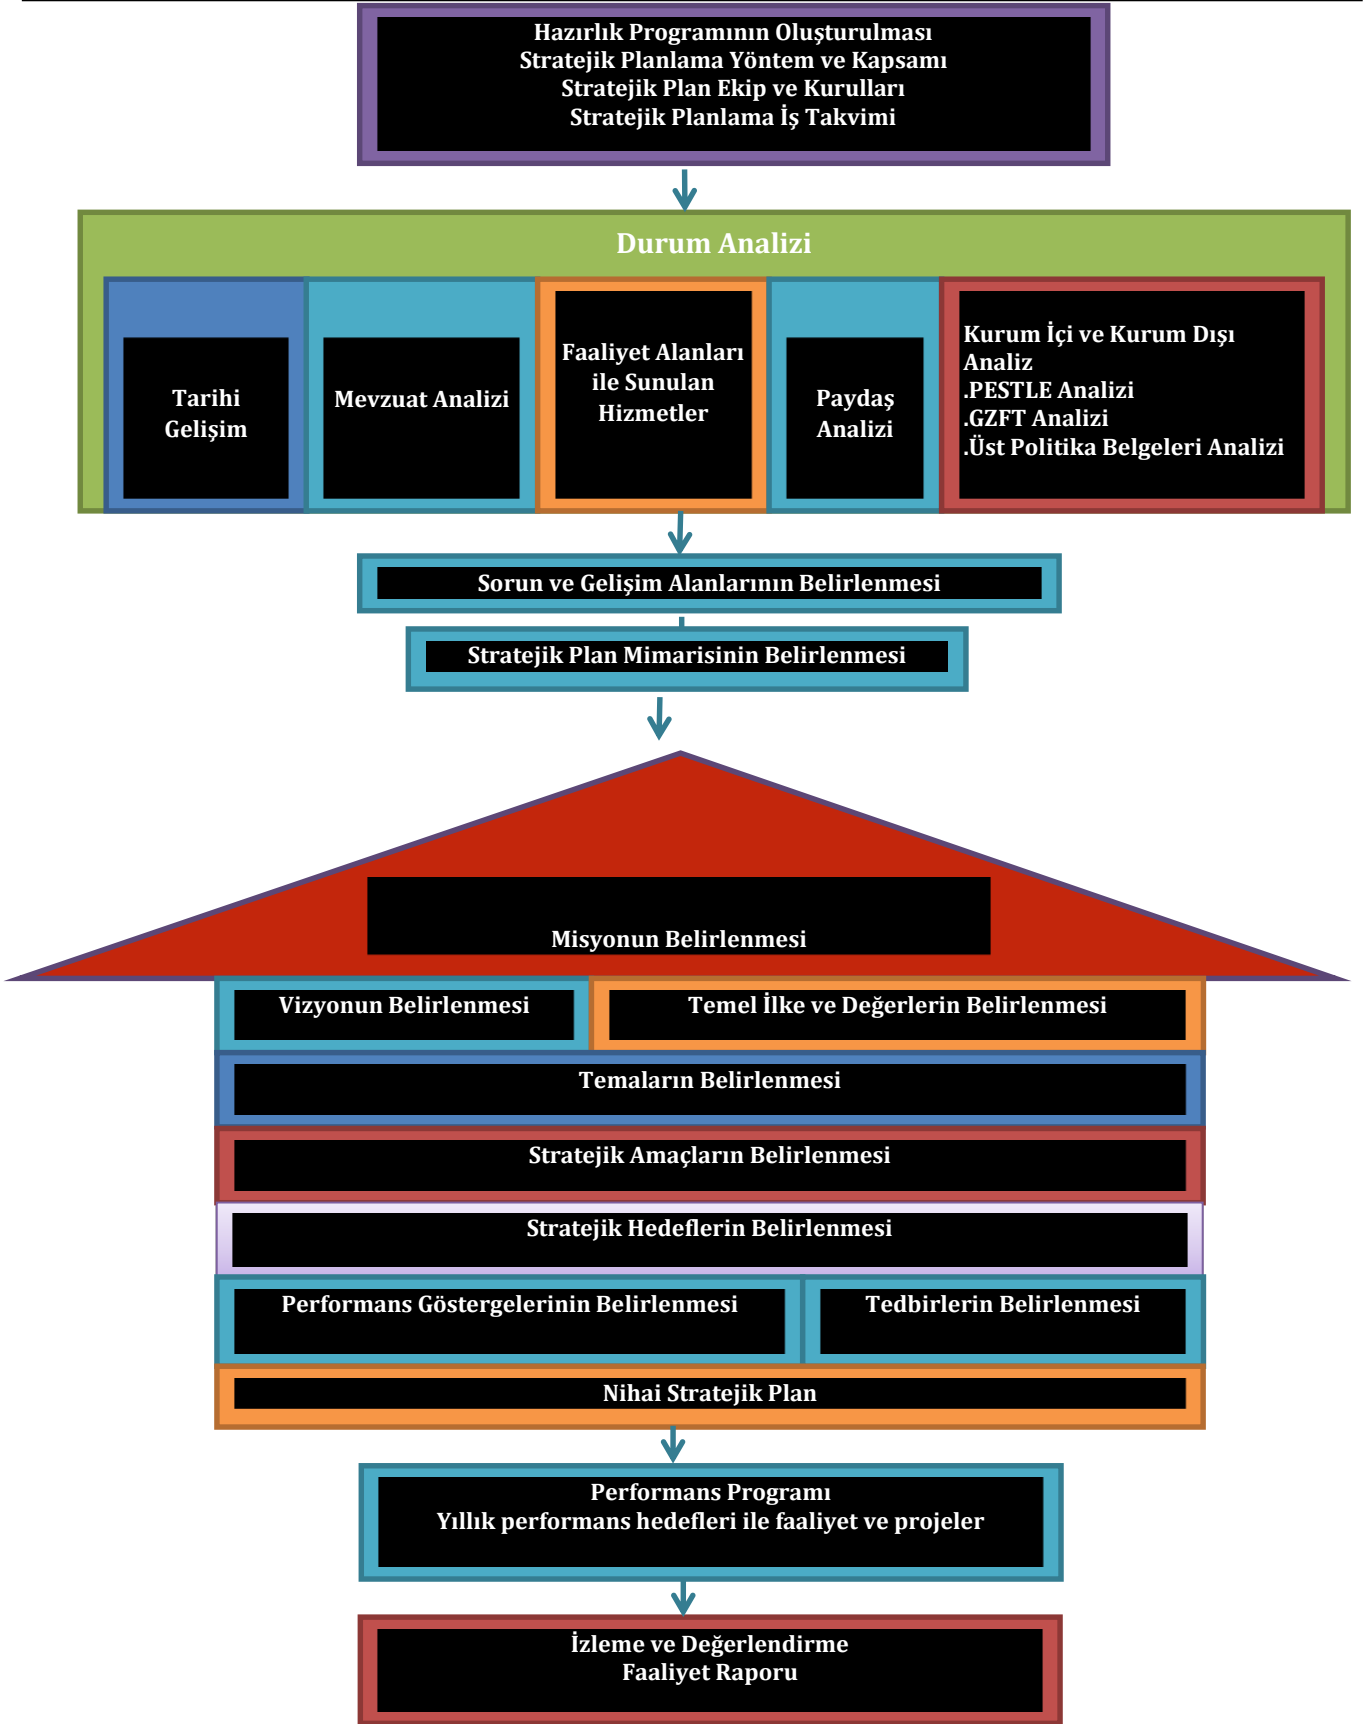 Hazırlık Programının Oluşturulması
Stratejik Planlama Yöntem ve Kapsamı
Stratejik Plan Ekip ve Kurulları
Stratejik Planlama İş Takvimi
Durum Analizi
Tarihi
Gelişim
Mevzuat Analizi
Faaliyet Alanları
ile Sunulan
Hizmetler
Paydaş
Analizi
Kurum İçi ve Kurum Dışı
Analiz
.PESTLE Analizi
.GZFT Analizi
.Üst Politika Belgeleri Analizi
Sorun ve Gelişim Alanlarının Belirlenmesi
Stratejik Plan Mimarisinin Belirlenmesi
Misyonun Belirlenmesi
Vizyonun Belirlenmesi
Temel İlke ve Değerlerin Belirlenmesi
Temaların Belirlenmesi
Stratejik Amaçların Belirlenmesi
Stratejik Hedeflerin Belirlenmesi
Performans Göstergelerinin Belirlenmesi
Tedbirlerin Belirlenmesi
Nihai Stratejik Plan
Performans Programı
Yıllık performans hedefleri ile faaliyet ve projeler
İzleme ve Değerlendirme
Faaliyet Raporu